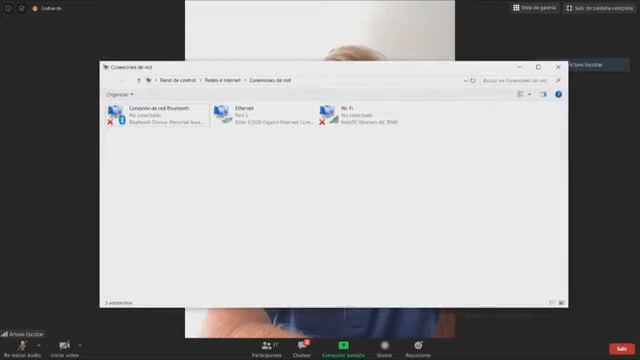 Grabando
Vista de galería
Salir de pantalla completa
Arturo Escobar
Conexiones de red
Panel de control > Redes e Internet > Conexiones de red
Buscar en Conexiones de red
Organizar
Conexión de red Bluetooth
No conectado
Bluetooth Device (Personal Area...
Ethernet
Red 2
Killer E2500 Gigabit Ethernet Con...
Wi-Fi
No conectado
Intel(R) Wireless-AC 9560
3 elementos
Arturo Escobar
Re-iniciar Audio
Iniciar video
Participantes
17
Chatear
Compartir pantalla
Grabar
Reacciones
Salir